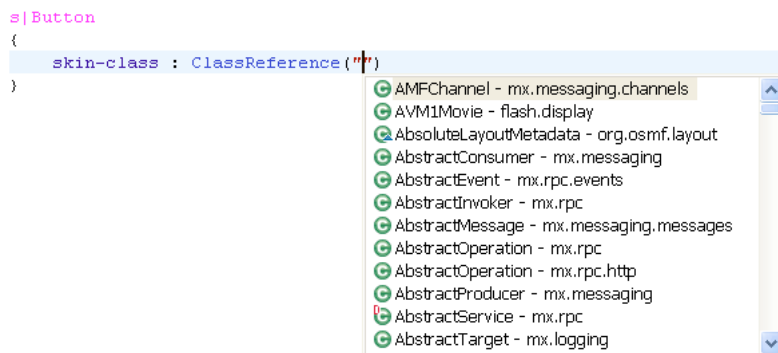 s|Button
{
skin-class : ClassReference("")
}
AMFChannel - mx.messaging.channels
AVM1Movie - flash.display
AbsoluteLayoutMetadata - org.osmf.layout
AbstractConsumer - mx.messaging
AbstractEvent - mx.rpc.events
AbstractInvoker - mx.rpc
AbstractMessage - mx.messaging.messages
AbstractOperation - mx.rpc
AbstractOperation - mx.rpc.http
AbstractProducer - mx.messaging
AbstractService - mx.rpc
AbstractTarget - mx.logging